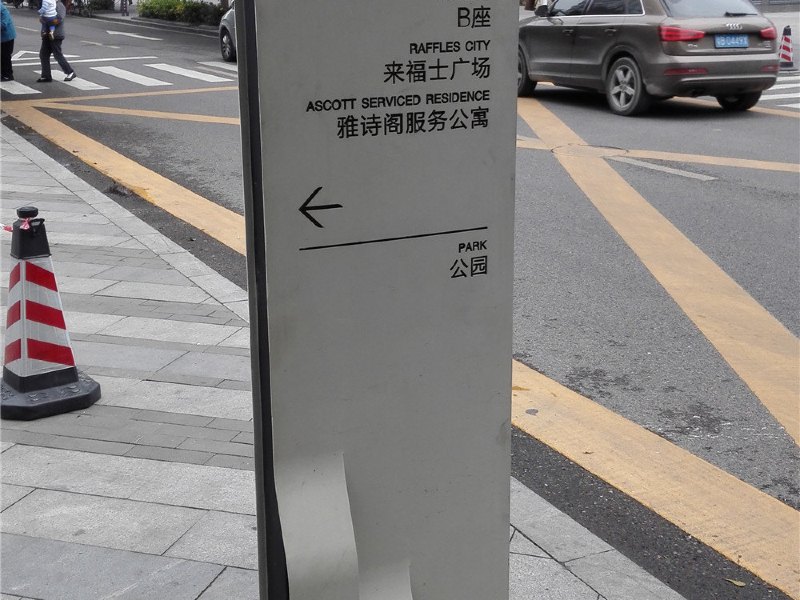 B座
RAFFLES CITY
来福士广场
ASCOTT SERVICED RESIDENCE
雅诗阁服务公寓
←
PARK
公园